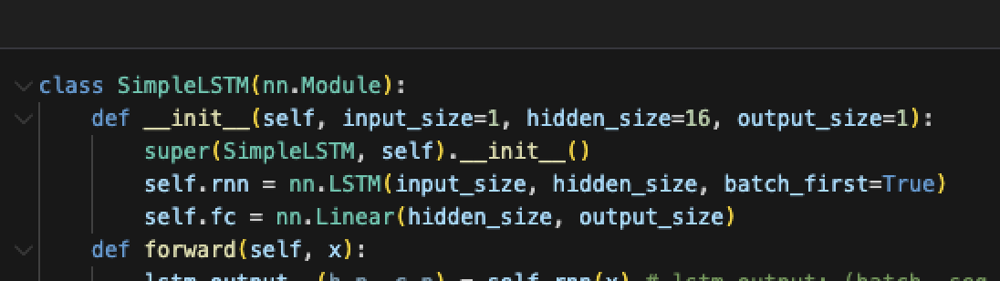 class SimpleLSTM(nn.Module):
def __init__(self, input_size=1, hidden_size=16, output_size=1):
super(SimpleLSTM, self).__init__()
self.rnn = nn.LSTM(input_size, hidden_size, batch_first=True)
self.fc = nn.Linear(hidden_size, output_size)
def forward(self, x):
lstm_output, (h_n, c_n) = self.rnn(x) # lstm_output: (batch, seq